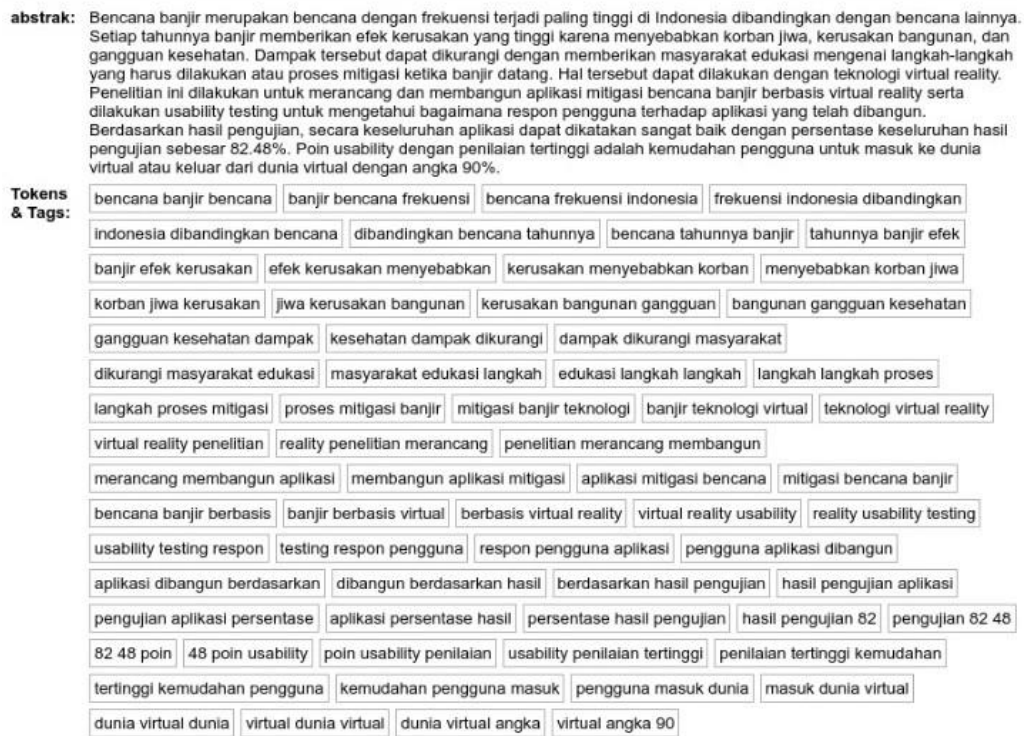 abstrak: Bencana banjir merupakan bencana dengan frekuensi terjadi paling tinggi di Indonesia dibandingkan dengan bencana lainnya.
Setiap tahunnya banjir memberikan efek kerusakan yang tinggi karena menyebabkan korban jiwa, kerusakan bangunan, dan
gangguan kesehatan. Dampak tersebut dapat dikurangi dengan memberikan masyarakat edukasi mengenai langkah-langkah
yang harus dilakukan atau proses mitigasi ketika banjir datang. Hal tersebut dapat dilakukan dengan teknologi virtual reality.
Penelitian ini dilakukan untuk merancang dan membangun aplikasi mitigasi bencana banjir berbasis virtual reality serta
dilakukan usability testing untuk mengetahui bagaimana respon pengguna terhadap aplikasi yang telah dibangun.
Berdasarkan hasil pengujian, secara keseluruhan aplikasi dapat dikatakan sangat baik dengan persentase keseluruhan hasil
pengujian sebesar 82.48%. Poin usability dengan penilaian tertinggi adalah kemudahan pengguna untuk masuk ke dunia
virtual atau keluar dari dunia virtual dengan angka 90%.
Tokens & Tags:
bencana banjir bencana banjir bencana frekuensi bencana frekuensi indonesia frekuensi indonesia dibandingkan
indonesia dibandingkan bencana dibandingkan bencana tahunnya bencana tahunnya banjir tahunnya banjir efek
banjir efek kerusakan efek kerusakan menyebabkan kerusakan menyebabkan korban menyebabkan korban jiwa
korban jiwa kerusakan jiwa kerusakan bangunan kerusakan bangunan gangguan bangunan gangguan kesehatan
gangguan kesehatan dampak kesehatan dampak dikurangi dampak dikurangi masyarakat
dikurangi masyarakat edukasi masyarakat edukasi langkah edukasi langkah langkah langkah langkah proses
langkah proses mitigasi proses mitigasi banjir mitigasi banjir teknologi banjir teknologi virtual teknologi virtual reality
virtual reality penelitian reality penelitian merancang penelitian merancang membangun
merancang membangun aplikasi membangun aplikasi mitigasi aplikasi mitigasi bencana mitigasi bencana banjir
bencana banjir berbasis banjir berbasis virtual berbasis virtual reality virtual reality usability reality usability testing
usability testing respon testing respon pengguna respon pengguna aplikasi pengguna aplikasi dibangun
aplikasi dibangun berdasarkan dibangun berdasarkan hasil berdasarkan hasil pengujian hasil pengujian aplikasi
pengujian aplikasi persentase aplikasi persentase hasil persentase hasil pengujian hasil pengujian 82 pengujian 82 48
82 48 poin 48 poin usability poin usability penilaian usability penilaian tertinggi penilaian tertinggi kemudahan
tertinggi kemudahan pengguna kemudahan pengguna masuk pengguna masuk dunia masuk dunia virtual
dunia virtual dunia virtual dunia virtual dunia virtual angka virtual angka 90